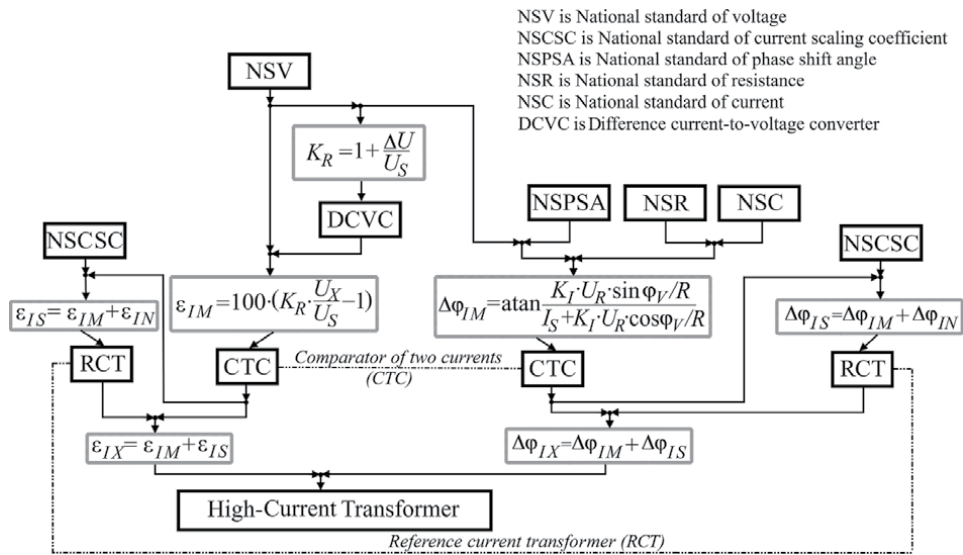 NSV is National standard of voltage
NSCSC is National standard of current scaling coefficient
NSPSA is National standard of phase shift angle
NSR is National standard of resistance
NSC is National standard of current
DCVC is Difference current-to-voltage converter
NSV
K_R = 1 + ΔU/U_S
DCVC
NSPSA
NSR
NSC
NSCSC
NSCSC
ε_IS = ε_IM + ε_IN
ε_IM = 100·(K_R·U_X/U_S − 1)
Δφ_IM = atan K_I·U_R·sinφ_V/R / I_S + K_I·U_R·cosφ_V/R
Δφ_IS = Δφ_IM + Δφ_IN
RCT
CTC
Comparator of two currents
(CTC)
CTC
RCT
ε_IX = ε_IM + ε_IS
Δφ_IX = Δφ_IM + Δφ_IS
High-Current Transformer
Reference current transformer (RCT)